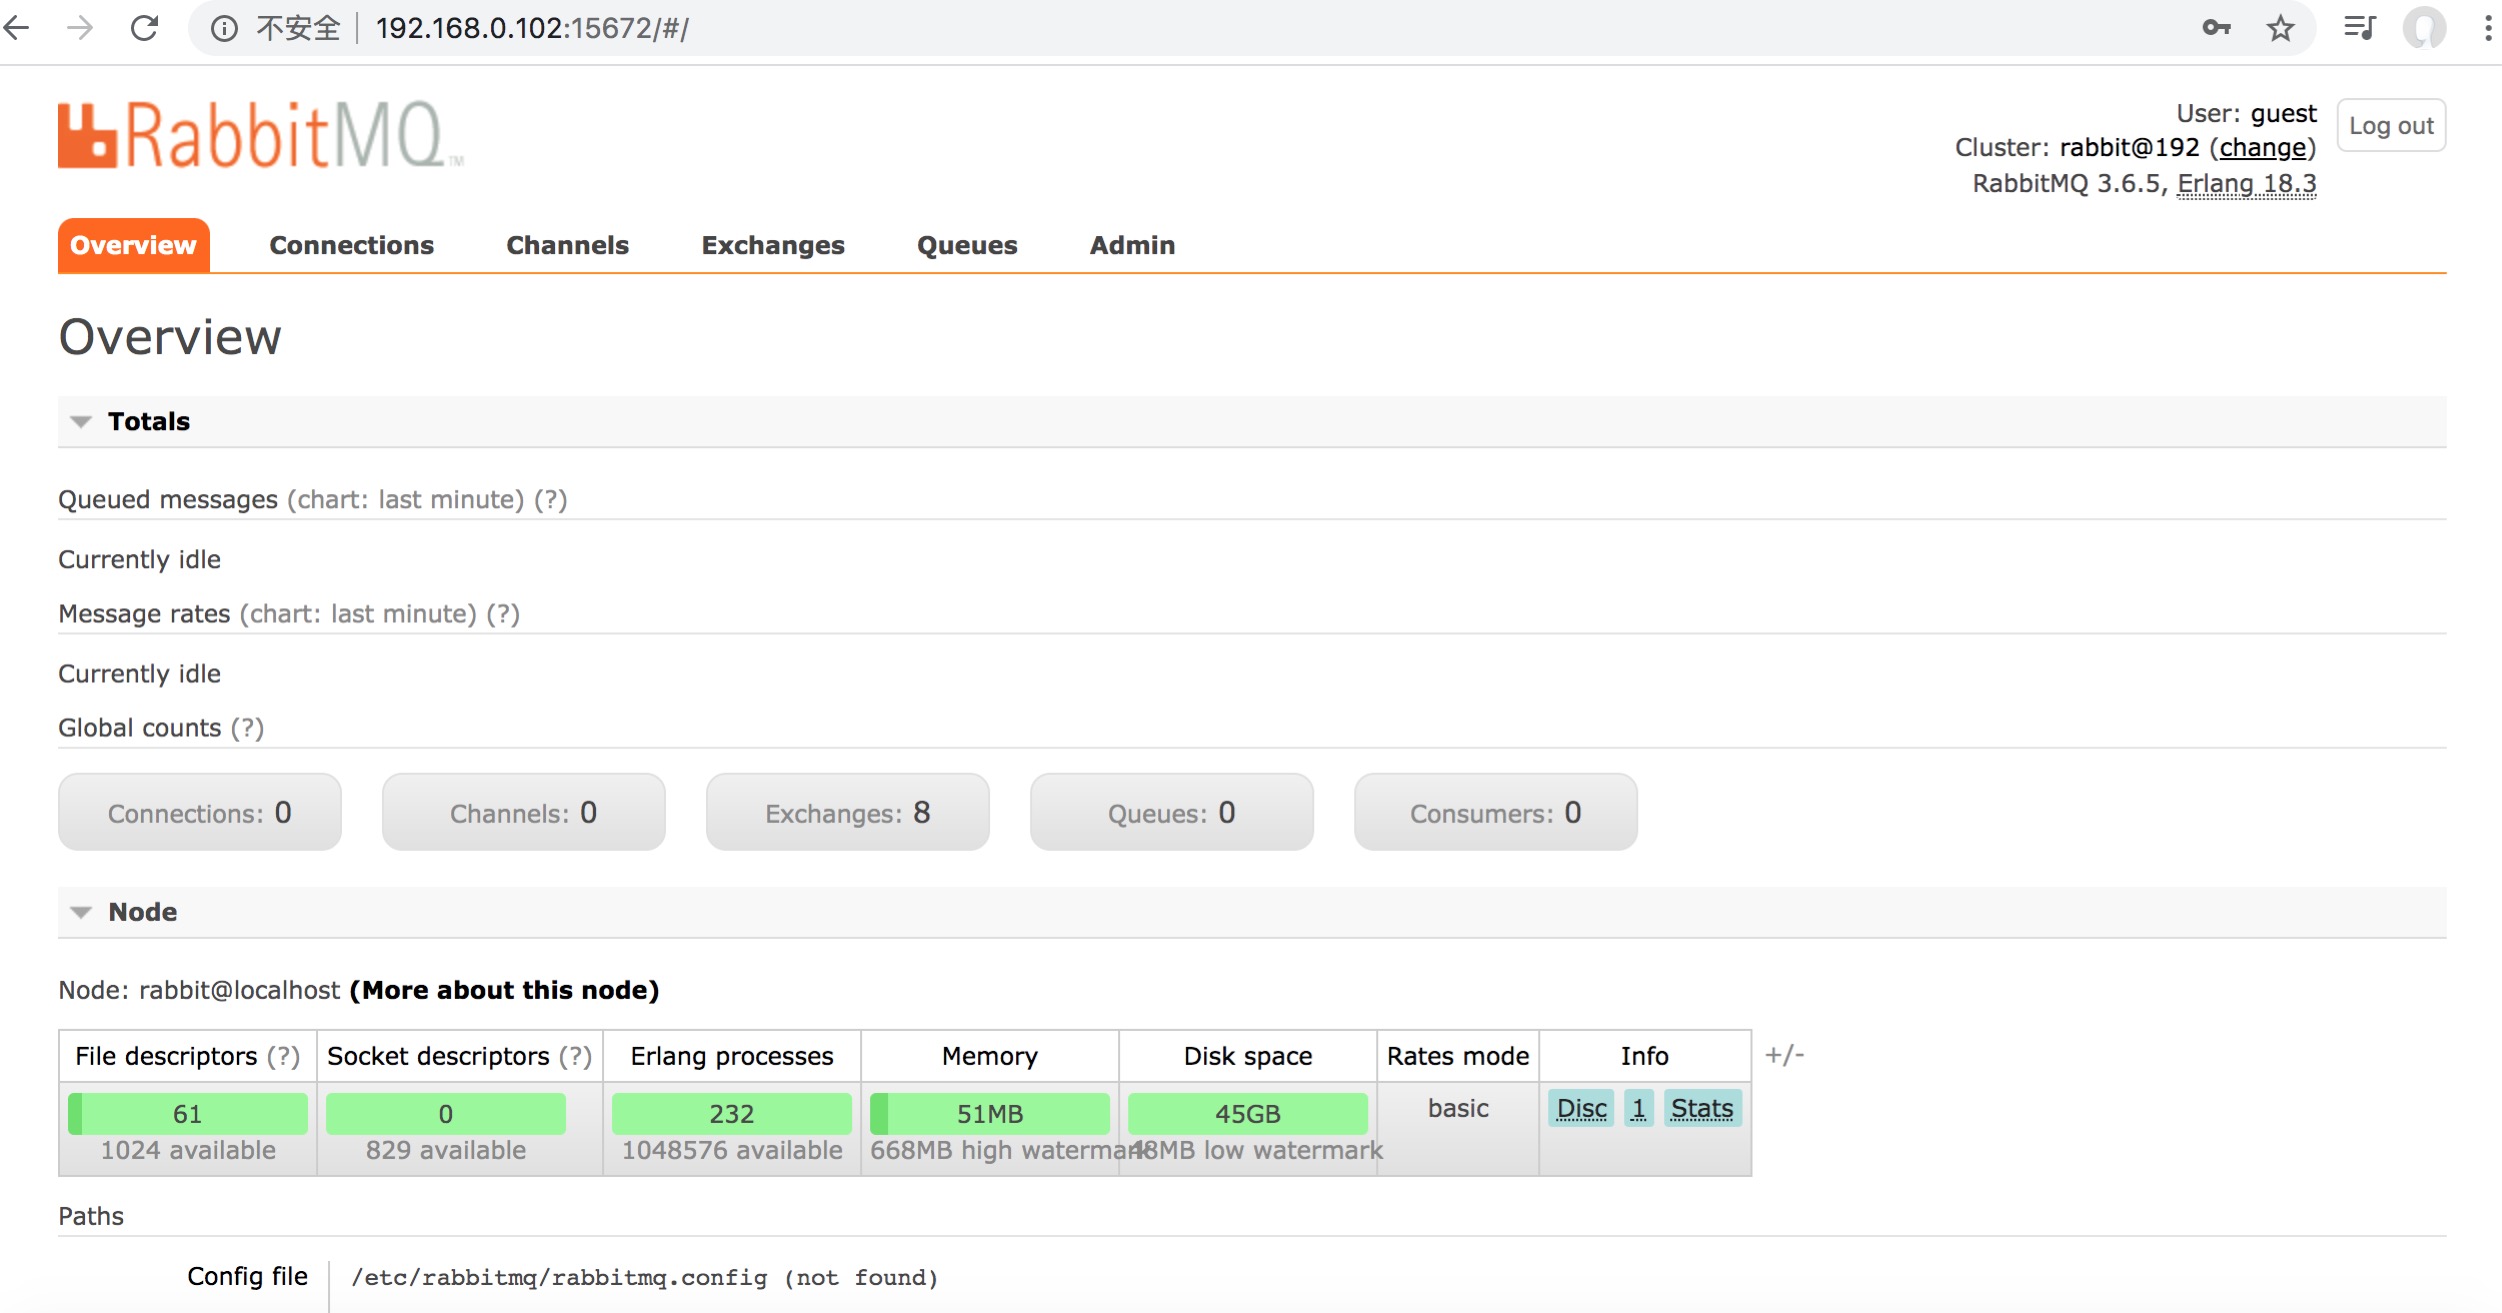 不安全 192.168.0.102:15672/#/
RabbitMQ™
User: guest
Log out
Cluster: rabbit@192 (change)
RabbitMQ 3.6.5, Erlang 18.3
Overview Connections Channels Exchanges Queues Admin
Overview
Totals
Queued messages (chart: last minute) (?)
Currently idle
Message rates (chart: last minute) (?)
Currently idle
Global counts (?)
Connections: 0 Channels: 0 Exchanges: 8 Queues: 0 Consumers: 0
Node
Node: rabbit@localhost (More about this node)
File descriptors (?) Socket descriptors (?) Erlang processes Memory Disk space Rates mode Info +/-
61 0 232 51MB 45GB basic Disc 1 Stats
1024 available 829 available 1048576 available 668MB high watermark 48MB low watermark
Paths
Config file /etc/rabbitmq/rabbitmq.config (not found)